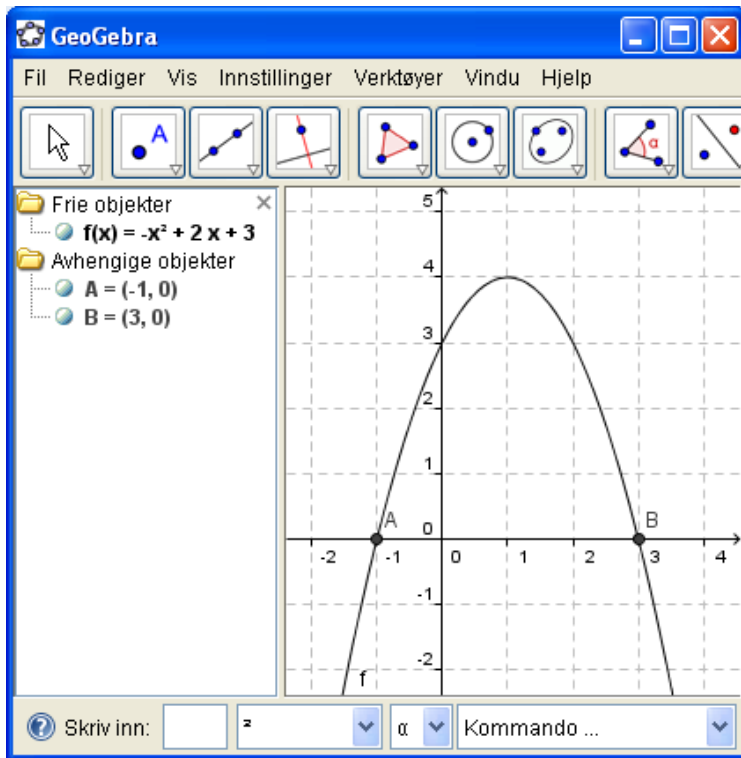 GeoGebra
Fil Rediger Vis Innstillinger Verktøyer Vindu Hjelp
A
α
Frie objekter
f(x) = -x² + 2 x + 3
Avhengige objekter
A = (-1, 0)
B = (3, 0)
5
4
3
2
1
0
A
B
-2 -1 0 1 2 3 4
-1
-2
f
Skriv inn: ² α Kommando ...